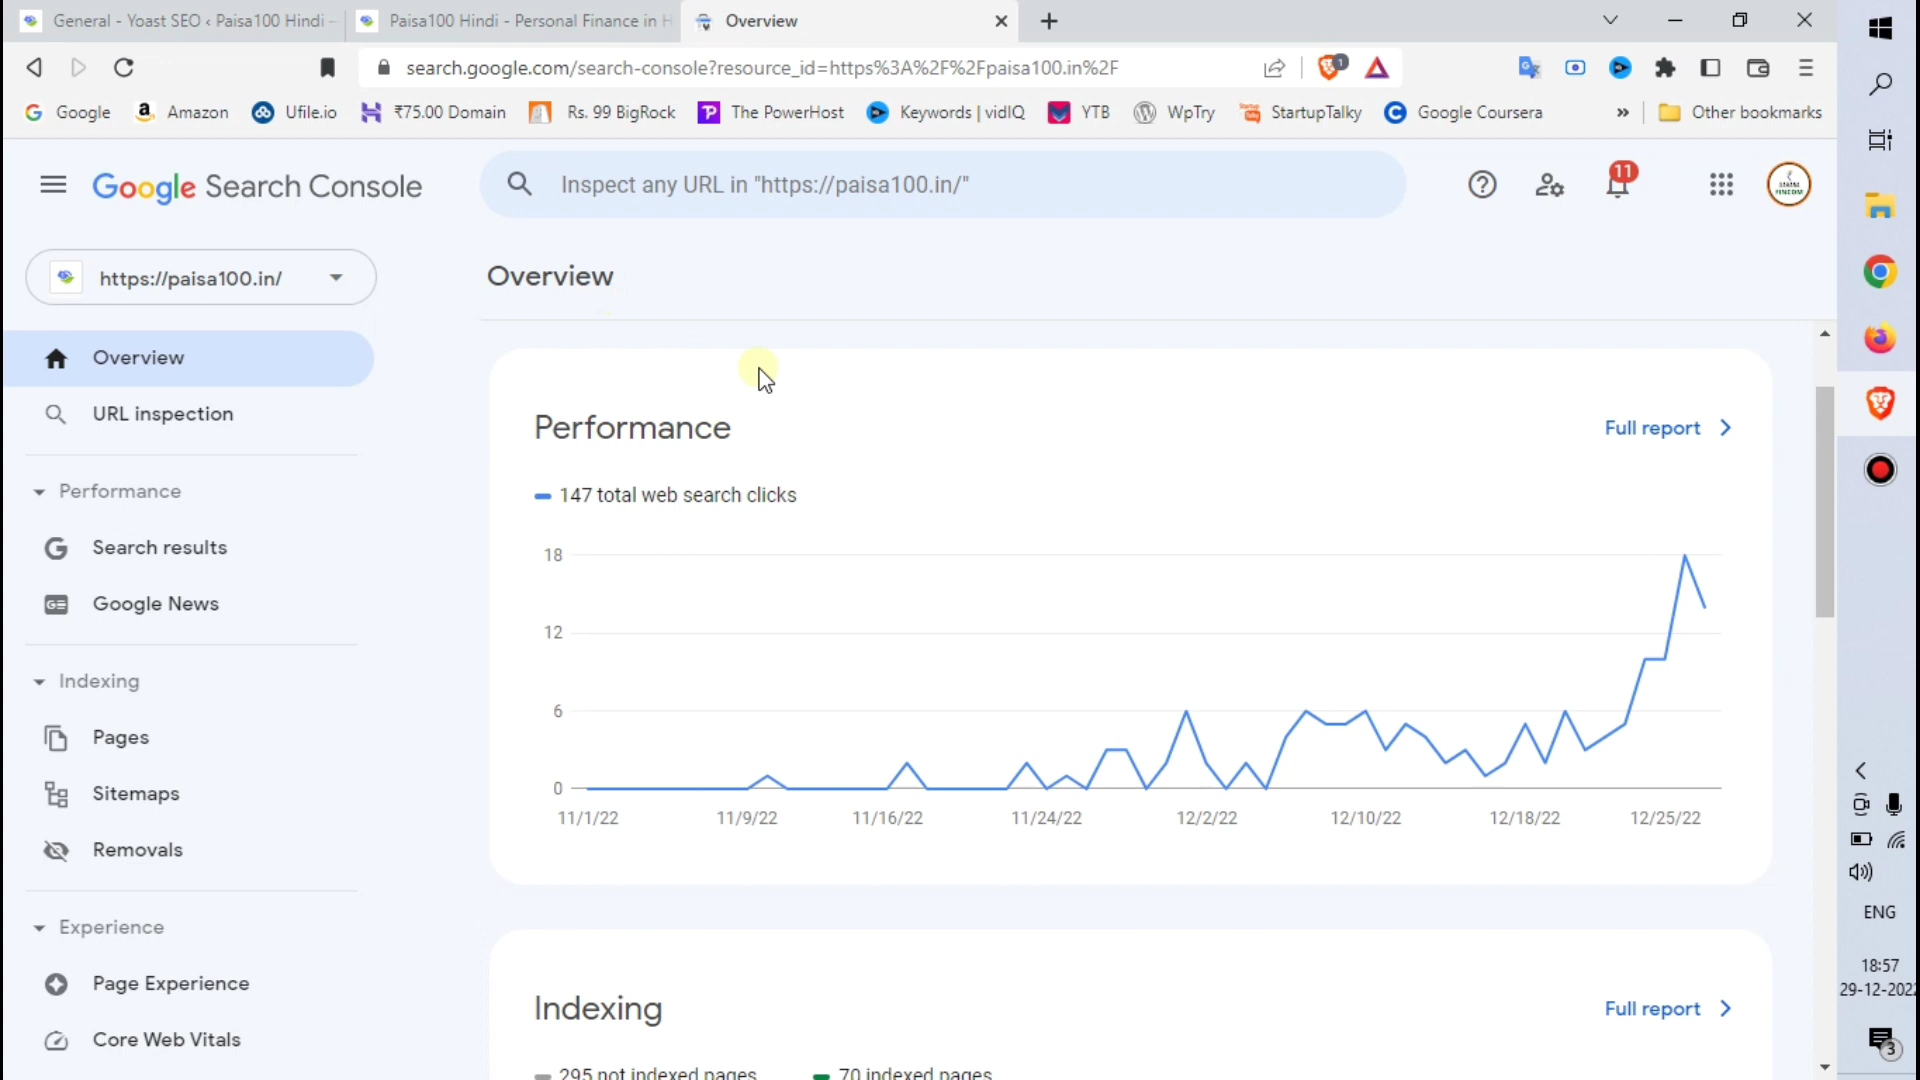 General - Yoast SEO ‹ Paisa100 Hindi –
Paisa100 Hindi - Personal Finance in H
Overview
search.google.com/search-console?resource_id=https%3A%2F%2Fpaisa100.in%2F
1
Google
Amazon
Ufile.io
₹75.00 Domain
Rs. 99 BigRock
The PowerHost
Keywords | vidIQ
YTB
WpTry
StartupTalky
Google Coursera
»
Other bookmarks
Google Search Console
Inspect any URL in "https://paisa100.in/"
11
https://paisa100.in/
Overview
Overview
URL inspection
Performance
Search results
Google News
Indexing
Pages
Sitemaps
Removals
Experience
Page Experience
Core Web Vitals
Performance
Full report
147 total web search clicks
18
12
6
0
11/1/22
11/9/22
11/16/22
11/24/22
12/2/22
12/10/22
12/18/22
12/25/22
Indexing
Full report
295 not indexed pages
70 indexed pages
ENG
18:57
29-12-2022
3